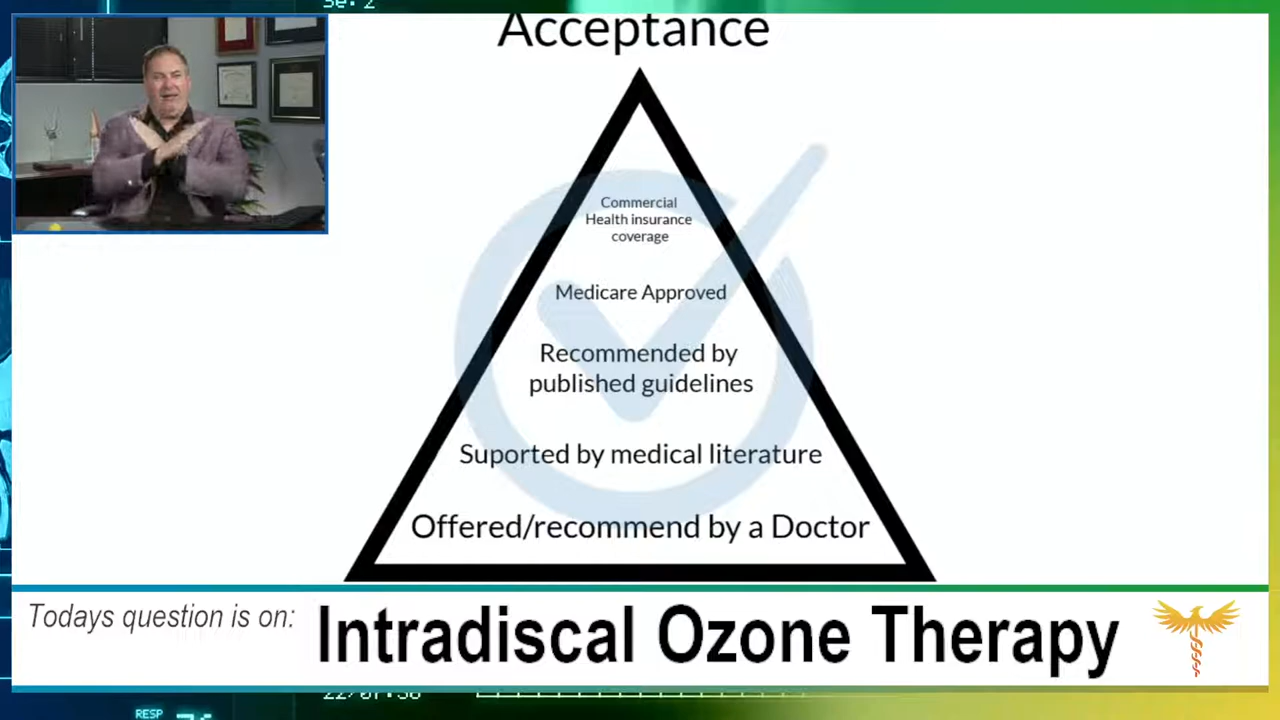 Acceptance
Commercial
Health insurance
coverage
Medicare Approved
Recommended by
published guidelines
Suported by medical literature
Offered/recommend by a Doctor
Todays question is on:
Intradiscal Ozone Therapy
RESP